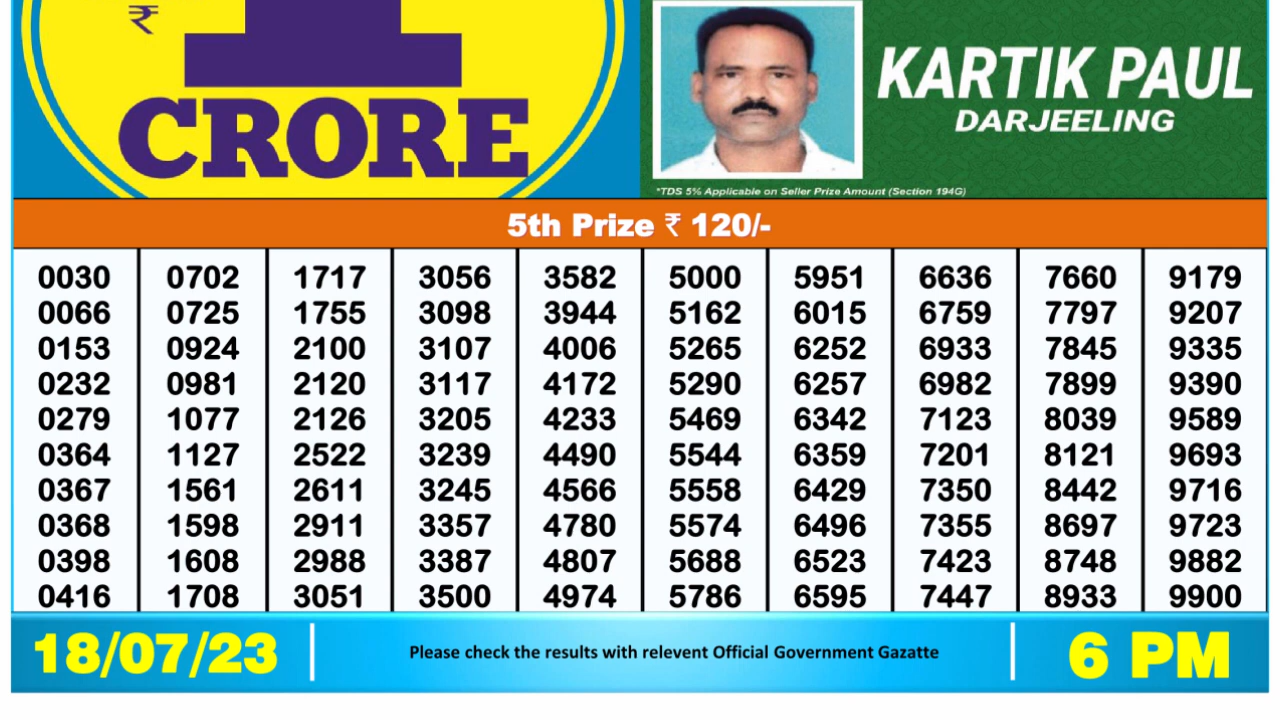 ₹
1
CRORE
KARTIK PAUL
DARJEELING
*TDS 5% Applicable on Seller Prize Amount (Section 194G)
5th Prize ₹ 120/-
0030 0702 1717 3056 3582 5000 5951 6636 7660 9179
0066 0725 1755 3098 3944 5162 6015 6759 7797 9207
0153 0924 2100 3107 4006 5265 6252 6933 7845 9335
0232 0981 2120 3117 4172 5290 6257 6982 7899 9390
0279 1077 2126 3205 4233 5469 6342 7123 8039 9589
0364 1127 2522 3239 4490 5544 6359 7201 8121 9693
0367 1561 2611 3245 4566 5558 6429 7350 8442 9716
0368 1598 2911 3357 4780 5574 6496 7355 8697 9723
0398 1608 2988 3387 4807 5688 6523 7423 8748 9882
0416 1708 3051 3500 4974 5786 6595 7447 8933 9900
18/07/23
Please check the results with relevent Official Government Gazatte
6 PM